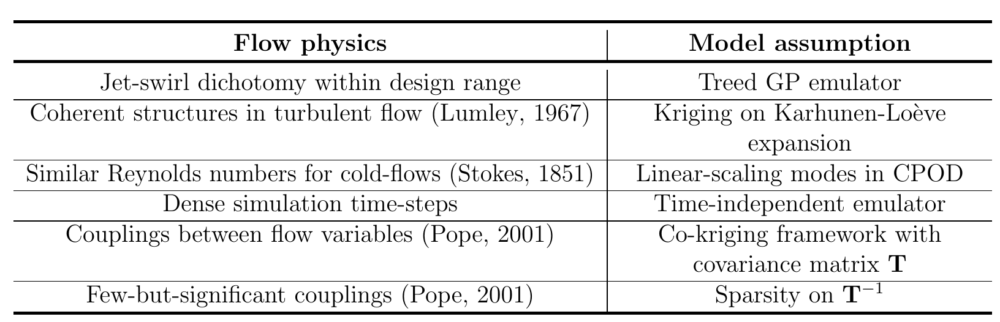 Flow physics Model assumption
Jet-swirl dichotomy within design range Treed GP emulator
Coherent structures in turbulent flow (Lumley, 1967) Kriging on Karhunen-Loève
expansion
Similar Reynolds numbers for cold-flows (Stokes, 1851) Linear-scaling modes in CPOD
Dense simulation time-steps Time-independent emulator
Couplings between flow variables (Pope, 2001) Co-kriging framework with
covariance matrix T
Few-but-significant couplings (Pope, 2001) Sparsity on T⁻¹